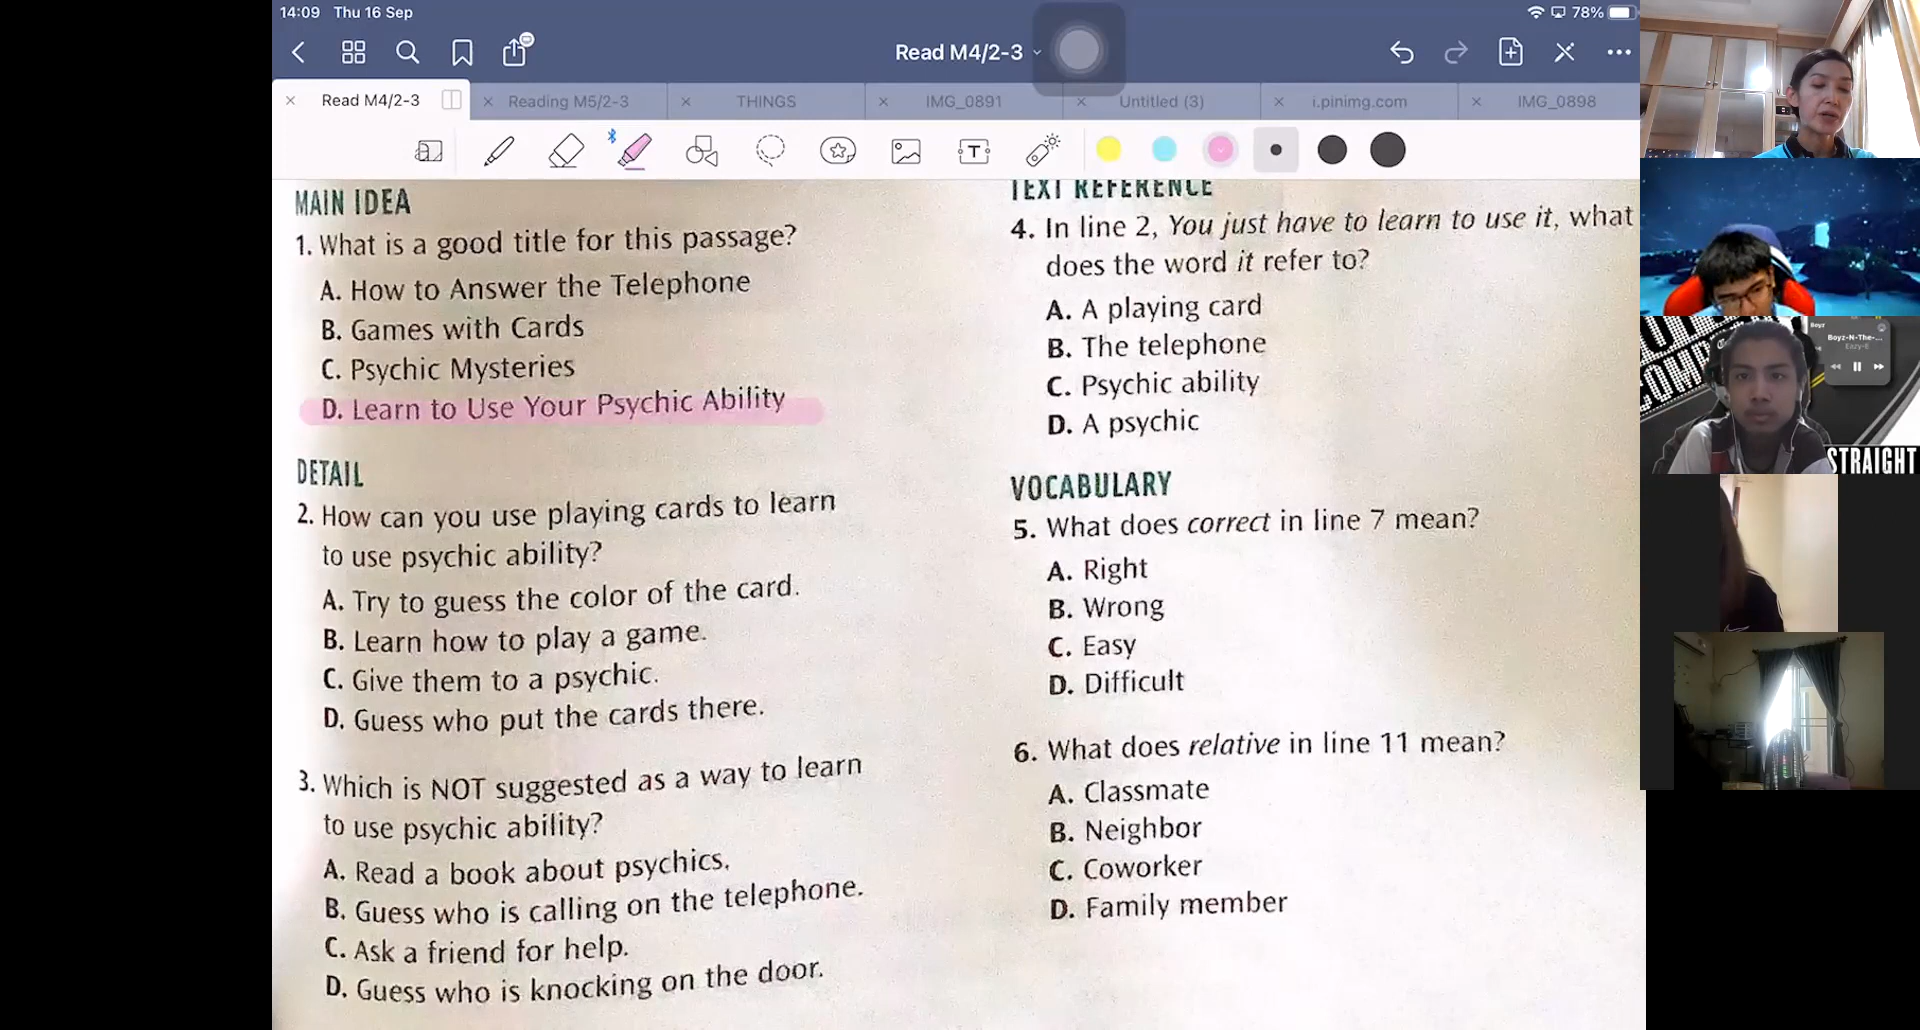 14:09 Thu 16 Sep
78%
Read M4/2-3
Read M4/2-3
Reading M5/2-3
THINGS
IMG_0891
Untitled (3)
i.pinimg.com
IMG_0898
MAIN IDEA
1. What is a good title for this passage?
A. How to Answer the Telephone
B. Games with Cards
C. Psychic Mysteries
D. Learn to Use Your Psychic Ability
DETAIL
2. How can you use playing cards to learn
to use psychic ability?
A. Try to guess the color of the card.
B. Learn how to play a game.
C. Give them to a psychic.
D. Guess who put the cards there.
3. Which is NOT suggested as a way to learn
to use psychic ability?
A. Read a book about psychics.
B. Guess who is calling on the telephone.
C. Ask a friend for help.
D. Guess who is knocking on the door.
TEXT REFERENCE
4. In line 2, You just have to learn to use it, what
does the word it refer to?
A. A playing card
B. The telephone
C. Psychic ability
D. A psychic
VOCABULARY
5. What does correct in line 7 mean?
A. Right
B. Wrong
C. Easy
D. Difficult
6. What does relative in line 11 mean?
A. Classmate
B. Neighbor
C. Coworker
D. Family member
Boyz
Boyz-N-The-...
Eazy-E
STRAIGHT